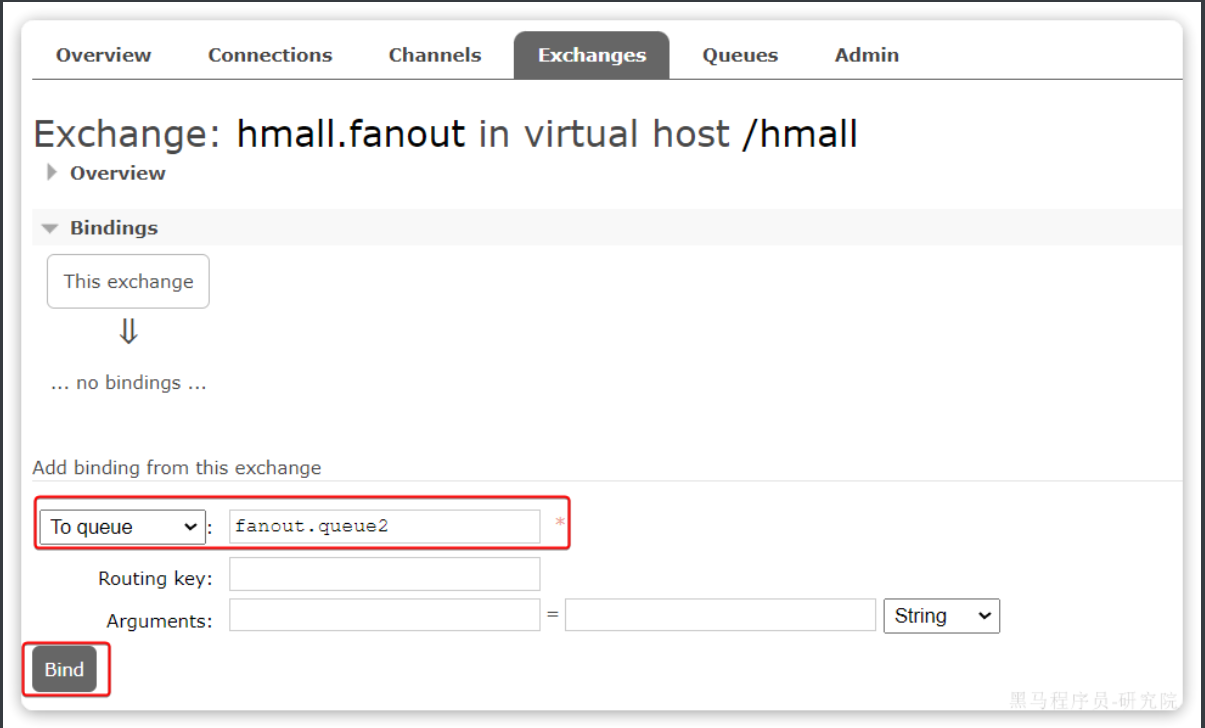 Overview Connections Channels Exchanges Queues Admin
Exchange: hmall.fanout in virtual host /hmall
Overview
Bindings
This exchange
⇓
... no bindings ...
Add binding from this exchange
To queue : fanout.queue2 *
Routing key:
Arguments: = String
Bind
黑马程序员-研究院